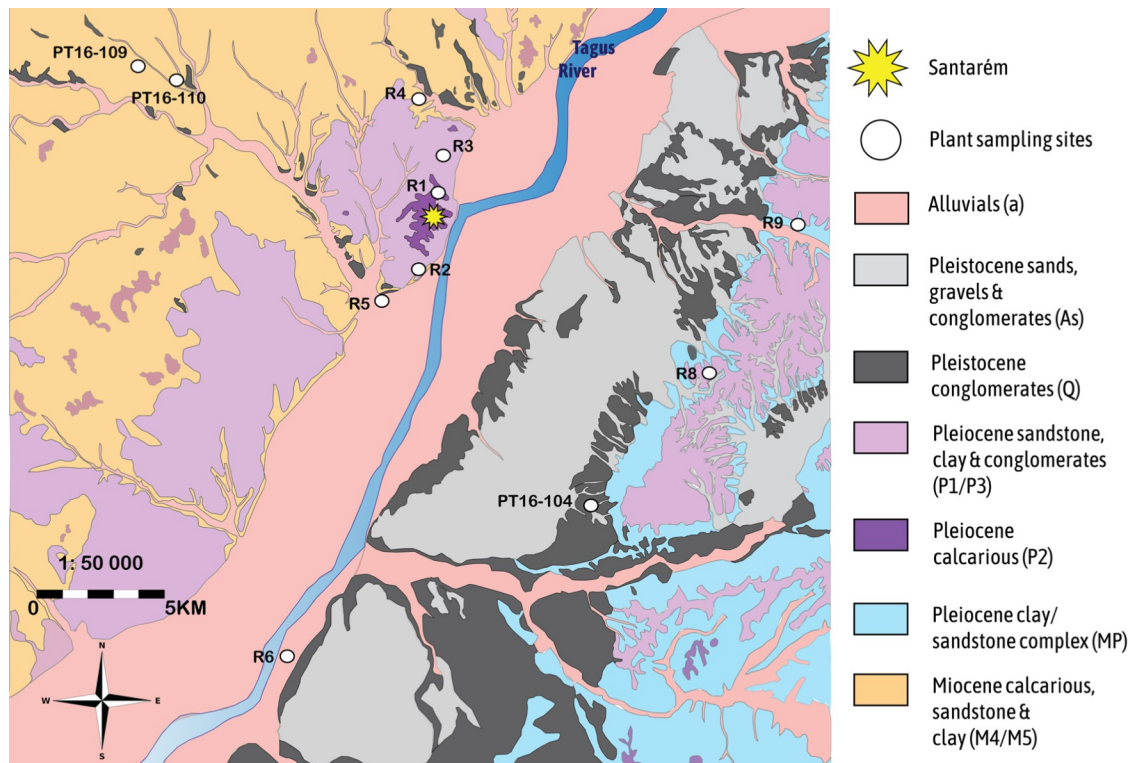 Tagus
River
PT16-109
PT16-110
R4
R3
R1
R2
R5
R9
R8
PT16-104
R6
1: 50 000
0 5KM
N
W E
S
Santarém
Plant sampling sites
Alluvials (a)
Pleistocene sands,
gravels &
conglomerates (As)
Pleistocene
conglomerates (Q)
Pleiocene sandstone,
clay & conglomerates
(P1/P3)
Pleiocene
calcarious (P2)
Pleiocene clay/
sandstone complex (MP)
Miocene calcarious,
sandstone &
clay (M4/M5)